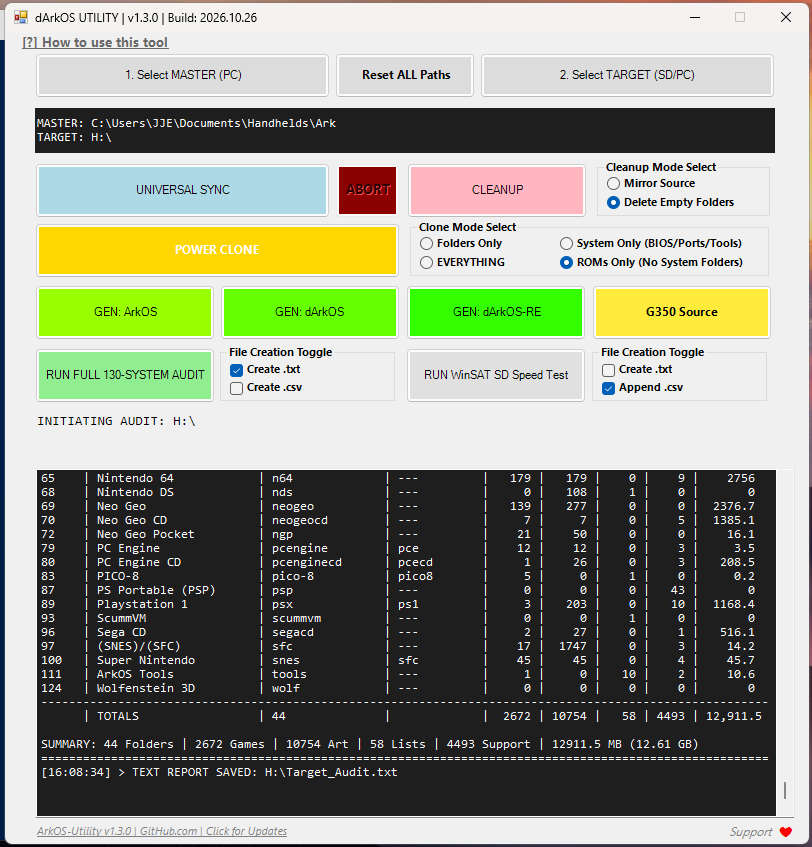 dArkOS UTILITY | v1.3.0 | Build: 2026.10.26
[?] How to use this tool
1. Select MASTER (PC) Reset ALL Paths 2. Select TARGET (SD/PC)
MASTER: C:\Users\JJE\Documents\Handhelds\Ark
TARGET: H:\
Cleanup Mode Select
UNIVERSAL SYNC ABORT CLEANUP Mirror Source
Delete Empty Folders
Clone Mode Select
POWER CLONE Folders Only System Only (BIOS/Ports/Tools)
EVERYTHING ROMs Only (No System Folders)
GEN: ArkOS GEN: dArkOS GEN: dArkOS-RE G350 Source
File Creation Toggle File Creation Toggle
RUN FULL 130-SYSTEM AUDIT Create .txt RUN WinSAT SD Speed Test Create .txt
Create .csv Append .csv
INITIATING AUDIT: H:\
65 | Nintendo 64 | n64 | --- | 179 | 179 | 0 | 9 | 2756
68 | Nintendo DS | nds | --- | 0 | 108 | 1 | 0 | 0
69 | Neo Geo | neogeo | --- | 139 | 277 | 0 | 0 | 2376.7
70 | Neo Geo CD | neogeocd | --- | 7 | 7 | 0 | 5 | 1385.1
72 | Neo Geo Pocket | ngp | --- | 21 | 50 | 0 | 0 | 16.1
79 | PC Engine | pcengine | pce | 12 | 12 | 0 | 3 | 3.5
80 | PC Engine CD | pcenginecd | pcecd | 1 | 26 | 0 | 3 | 208.5
83 | PICO-8 | pico-8 | pico8 | 5 | 0 | 1 | 0 | 0.2
87 | PS Portable (PSP) | psp | --- | 0 | 0 | 0 | 43 | 0
89 | Playstation 1 | psx | ps1 | 3 | 203 | 0 | 10 | 1168.4
93 | ScummVM | scummvm | --- | 0 | 0 | 1 | 0 | 0
96 | Sega CD | segacd | --- | 2 | 27 | 0 | 1 | 516.1
97 | (SNES)/(SFC) | sfc | --- | 17 | 1747 | 0 | 3 | 14.2
100 | Super Nintendo | snes | sfc | 45 | 45 | 0 | 4 | 45.7
111 | ArkOS Tools | tools | --- | 1 | 0 | 10 | 2 | 10.6
124 | Wolfenstein 3D | wolf | --- | 0 | 0 | 0 | 0 | 0
| TOTALS | 44 | | 2672 | 10754 | 58 | 4493 | 12,911.5
SUMMARY: 44 Folders | 2672 Games | 10754 Art | 58 Lists | 4493 Support | 12911.5 MB (12.61 GB)
[16:08:34] > TEXT REPORT SAVED: H:\Target_Audit.txt
ArkOS-Utility v1.3.0 | GitHub.com | Click for Updates Support